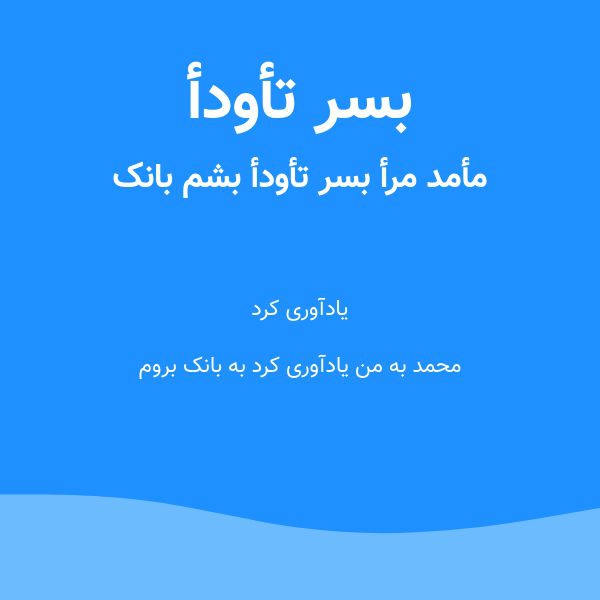 بسر تأودأ
مأمد مرأ بسر تأودأ بشم بانک
یادآوری کرد
محمد به من یادآوری کرد به بانک بروم